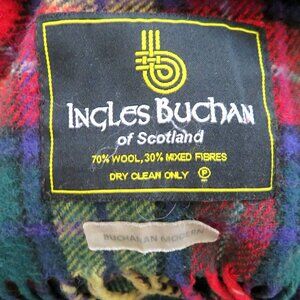 INGLES BUCHAN
of Scotland
70% WOOL, 30% MIXED FIBRES
DRY CLEAN ONLY P
BUCHANAN MODERN